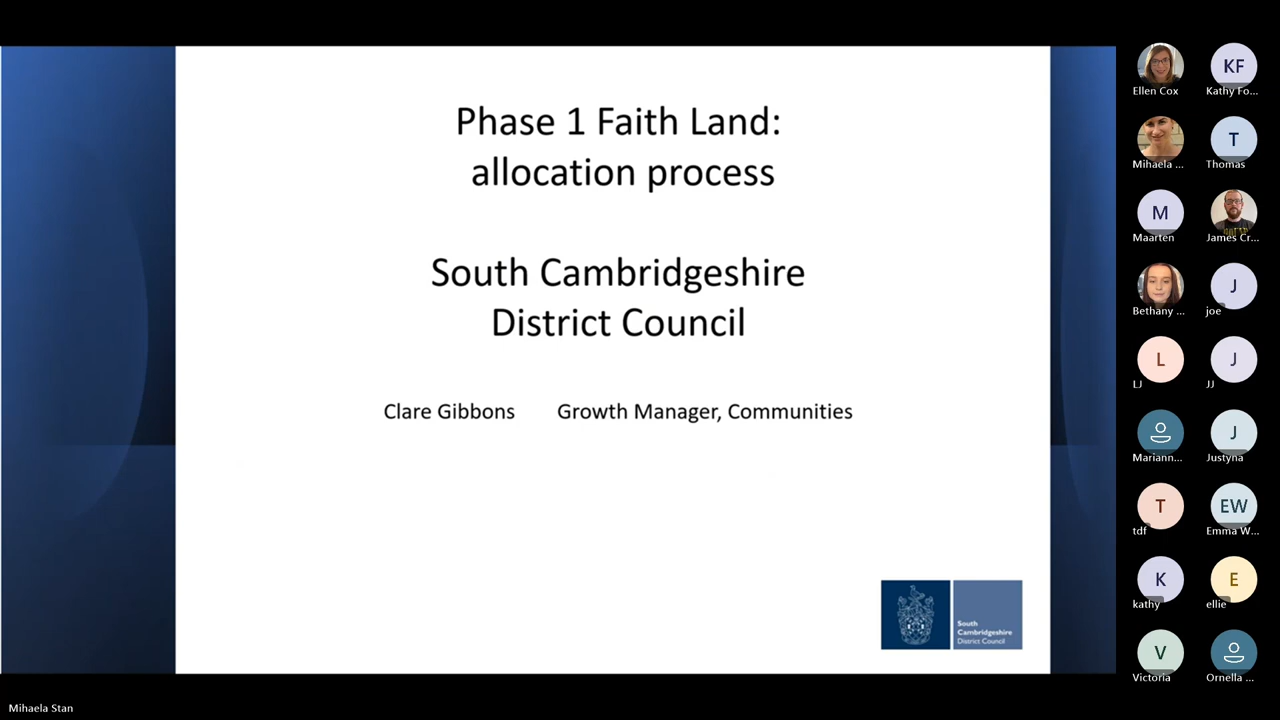 Phase 1 Faith Land:
allocation process
South Cambridgeshire
District Council
Clare Gibbons Growth Manager, Communities
South
Cambridgeshire
District Council
KF
Ellen Cox
Kathy Fo...
T
Mihaela ...
Thomas
M
Maarten
James Cr...
J
Bethany ...
joe
L
J
LJ
JJ
J
Mariann...
Justyna
T
EW
tdf
Emma W...
K
E
kathy
ellie
V
Victoria
Ornella ...
Mihaela Stan